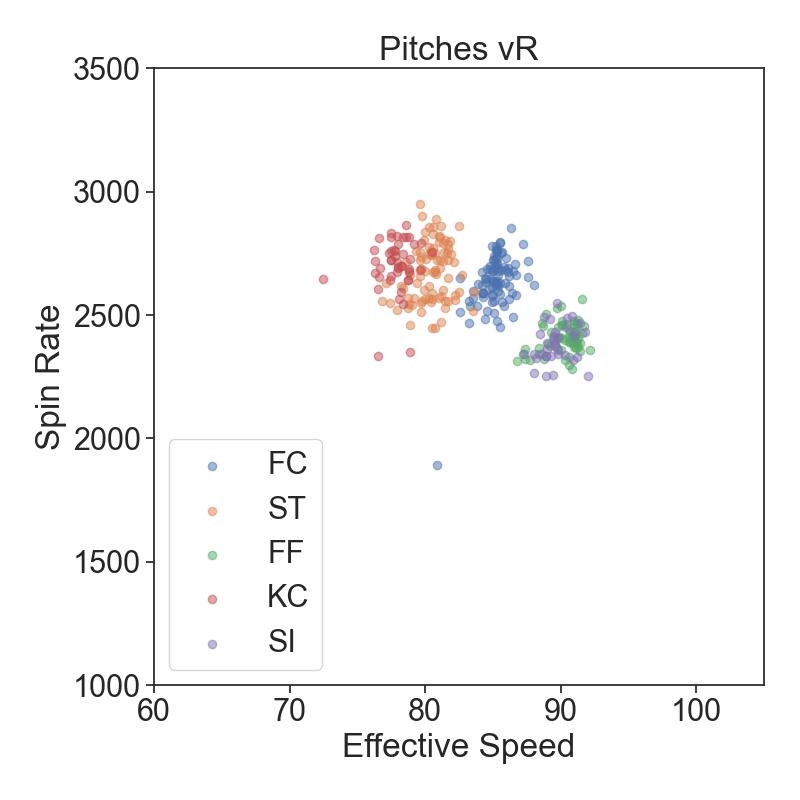 Pitches vR
3500
3000
2500
2000
1500
1000
Spin Rate
FC
ST
FF
KC
SI
60 70 80 90 100
Effective Speed